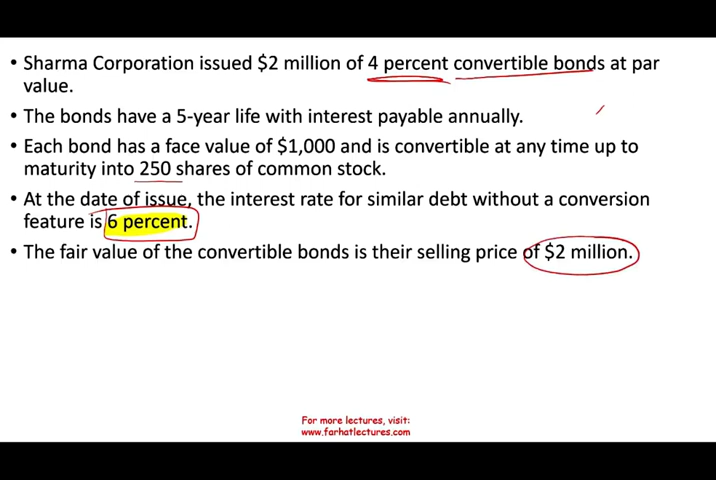 • Sharma Corporation issued $2 million of 4 percent convertible bonds at par
value.
• The bonds have a 5-year life with interest payable annually.
• Each bond has a face value of $1,000 and is convertible at any time up to
maturity into 250 shares of common stock.
• At the date of issue, the interest rate for similar debt without a conversion
feature is 6 percent.
• The fair value of the convertible bonds is their selling price of $2 million.
For more lectures, visit:
www.farhatlectures.com